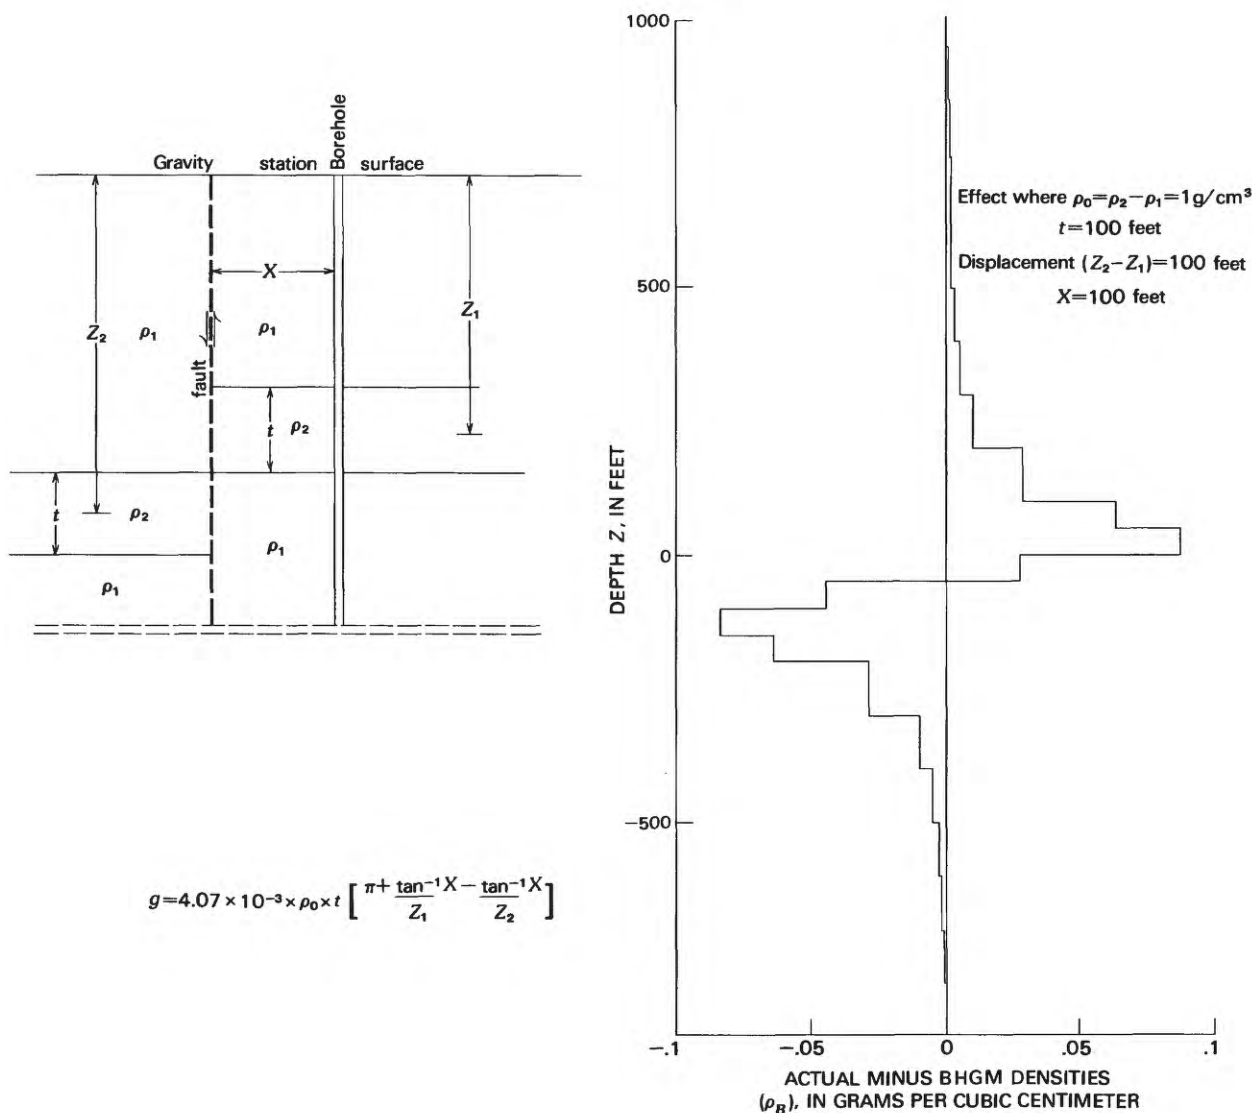 Gravity station Borehole surface
X
Z₂
ρ₁
fault
ρ₁
Z₁
t
ρ₂
t
ρ₂
ρ₁
ρ₁
g=4.07 × 10⁻³ × ρ₀ × t [ π + tan⁻¹X/Z₁ − tan⁻¹X/Z₂ ]
1000
500
0
−500
DEPTH Z, IN FEET
Effect where ρ₀=ρ₂−ρ₁=1g/cm³
t=100 feet
Displacement (Z₂−Z₁)=100 feet
X=100 feet
−.1
−.05
0
.05
.1
ACTUAL MINUS BHGM DENSITIES
(ρ_B), IN GRAMS PER CUBIC CENTIMETER